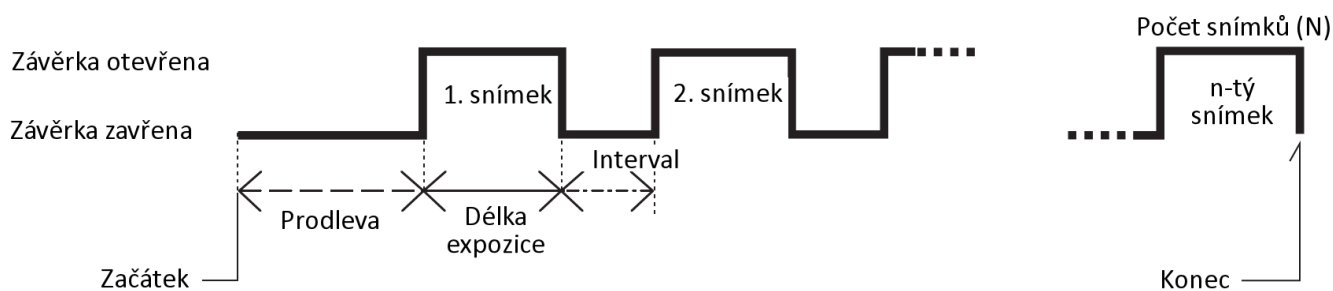 Počet snímků (N)
Závěrka otevřena
1. snímek
2. snímek
n-tý
snímek
Závěrka zavřena
Interval
Prodleva
Délka
expozice
Začátek
Konec